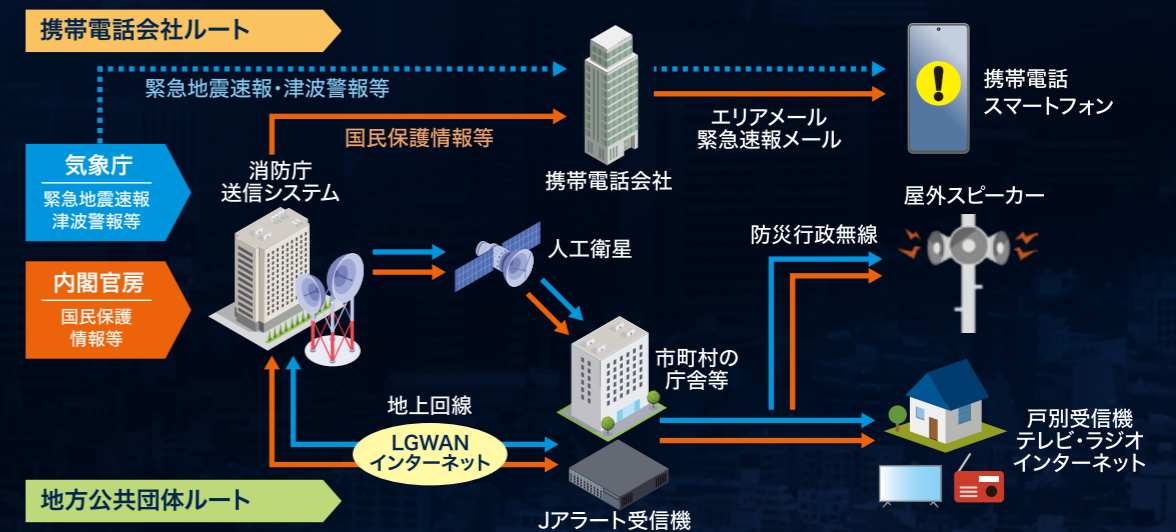 携帯電話会社ルート
緊急地震速報・津波警報等
国民保護情報等
エリアメール
緊急速報メール
携帯電話
スマートフォン
携帯電話会社
気象庁
緊急地震速報
津波警報等
消防庁
送信システム
内閣官房
国民保護
情報等
人工衛星
屋外スピーカー
防災行政無線
市町村の
庁舎等
地上回線
LGWAN
インターネット
戸別受信機
テレビ・ラジオ
インターネット
地方公共団体ルート
Jアラート受信機